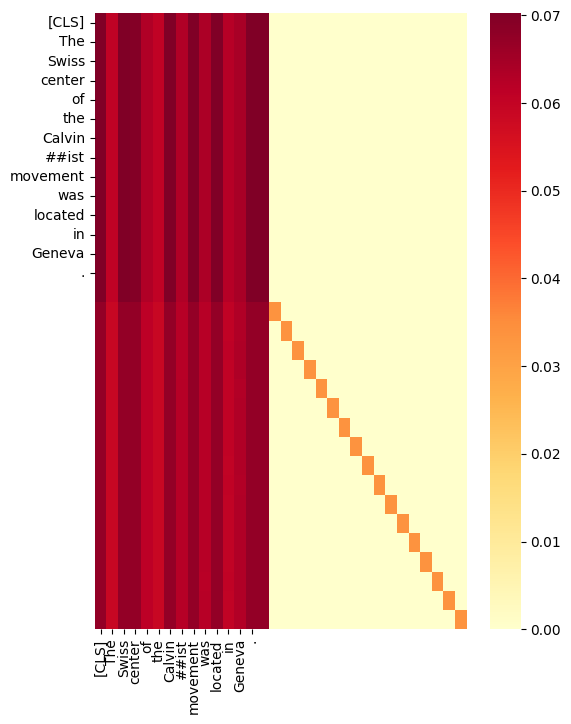 [CLS]
The
Swiss
center
of
the
Calvin
##ist
movement
was
located
in
Geneva
.
0.07
0.06
0.05
0.04
0.03
0.02
0.01
0.00
[CLS]
The
Swiss
center
of
the
Calvin
##ist
movement
was
located
in
Geneva
.